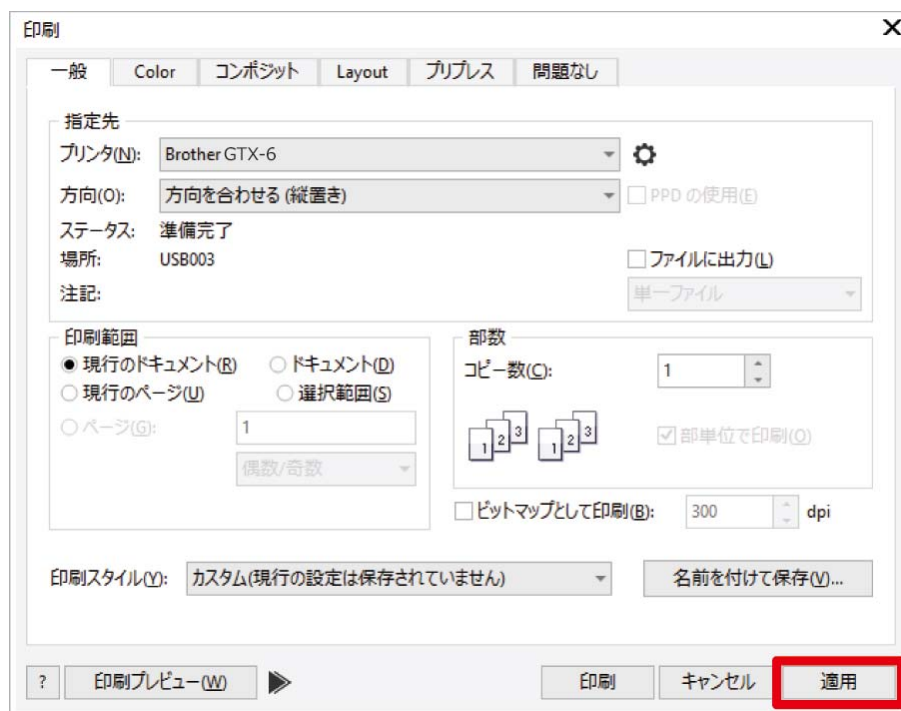 印刷
一般 Color コンポジット Layout プリプレス 問題なし
指定先
プリンタ(N): Brother GTX-6
方向(O): 方向を合わせる (縦置き) PPD の使用(E)
ステータス: 準備完了
場所: USB003 ファイルに出力(L)
注記: 単一ファイル
印刷範囲 部数
現行のドキュメント(R) ドキュメント(D) コピー数(C): 1
現行のページ(U) 選択範囲(S)
ページ(G): 1 1 2 3 1 2 3 部単位で印刷(O)
偶数/奇数
ビットマップとして印刷(B): 300 dpi
印刷スタイル(Y): カスタム(現行の設定は保存されていません) 名前を付けて保存(V)...
? 印刷プレビュー(W) 印刷 キャンセル 適用